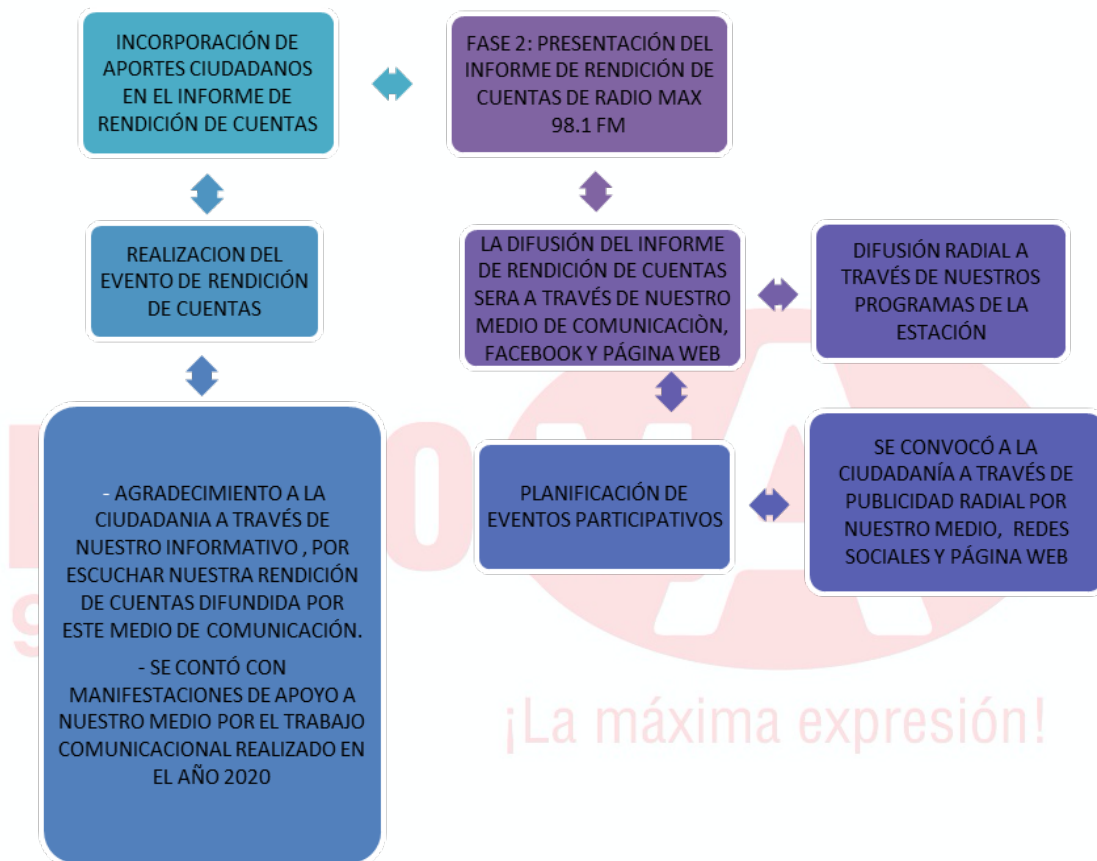 INCORPORACIÓN DE
APORTES CIUDADANOS
EN EL INFORME DE
RENDICIÓN DE CUENTAS
FASE 2: PRESENTACIÓN DEL
INFORME DE RENDICIÓN DE
CUENTAS DE RADIO MAX
98.1 FM
REALIZACION DEL
EVENTO DE RENDICIÓN
DE CUENTAS
LA DIFUSIÓN DEL INFORME
DE RENDICIÓN DE CUENTAS
SERA A TRAVÉS DE NUESTRO
MEDIO DE COMUNICACIÒN,
FACEBOOK Y PÁGINA WEB
DIFUSIÓN RADIAL A
TRAVÉS DE NUESTROS
PROGRAMAS DE LA
ESTACIÓN
- AGRADECIMIENTO A LA
CIUDADANIA A TRAVÉS DE
NUESTRO INFORMATIVO , POR
ESCUCHAR NUESTRA RENDICIÓN
DE CUENTAS DIFUNDIDA POR
ESTE MEDIO DE COMUNICACIÓN.
- SE CONTÓ CON
MANIFESTACIONES DE APOYO A
NUESTRO MEDIO POR EL TRABAJO
COMUNICACIONAL REALIZADO EN
EL AÑO 2020
PLANIFICACIÓN DE
EVENTOS PARTICIPATIVOS
SE CONVOCÓ A LA
CIUDADANÍA A TRAVÉS DE
PUBLICIDAD RADIAL POR
NUESTRO MEDIO, REDES
SOCIALES Y PÁGINA WEB
¡La máxima expresión!